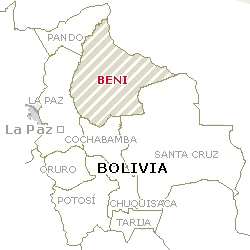 PANDO
BENI
LA PAZ
La Paz
COCHABAMBA
SANTA CRUZ
BOLIVIA
ORURO
POTOSÍ
CHUQUISACA
TARIJA